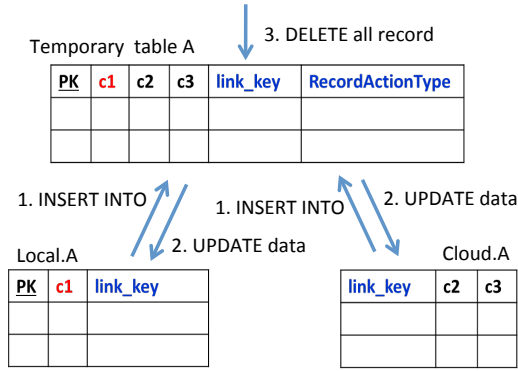 3. DELETE all record
Temporary table A
PK c1 c2 c3 link_key RecordActionType
1. INSERT INTO
1. INSERT INTO
2. UPDATE data
2. UPDATE data
Local.A
Cloud.A
PK c1 link_key
link_key c2 c3